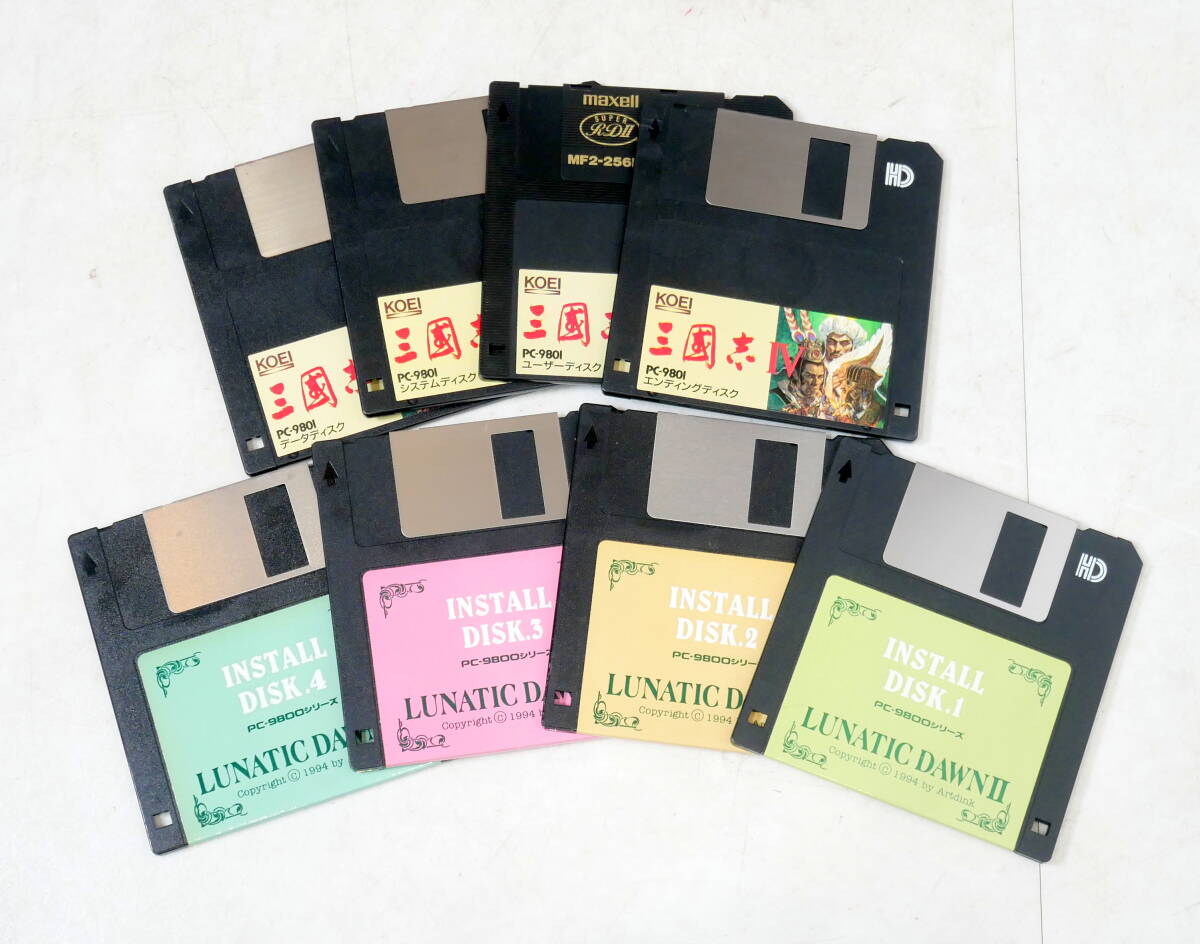 KOEI
三國
PC-9801
データディスク
KOEI
三國志
PC-9801
システムディスク
maxell
SUPER
RDII
MF2-256
KOEI
三國
PC-9801
ユーザーディスク
HD
KOEI
三國志IV
PC-9801
エンディングディスク
INSTALL
DISK.4
PC-9800シリーズ
LUNATIC DA
Copyright © 1994 by
INSTALL
DISK.3
PC-9800シリーズ
LUNATIC DAWN
Copyright © 1994 b
INSTALL
DISK.2
PC-9800シリー
LUNATIC DAWN
Copyright © 1994 by
HD
INSTALL
DISK.1
PC-9800シリーズ
LUNATIC DAWN II
Copyright © 1994 by Artdink